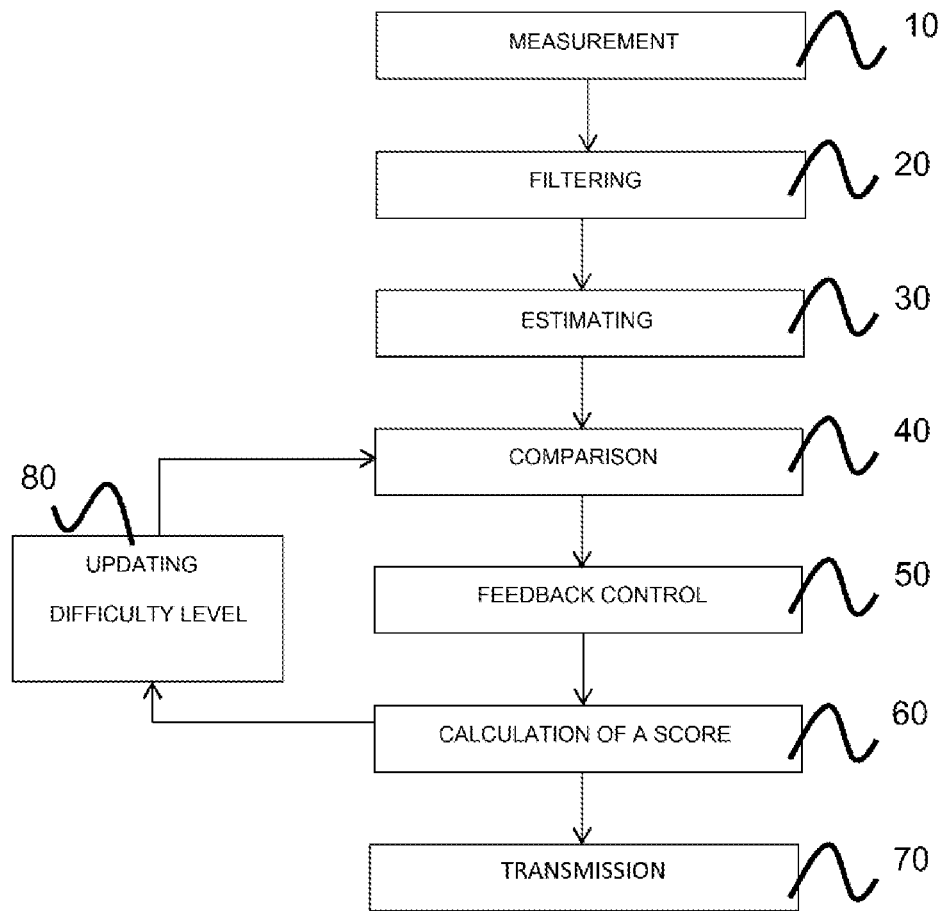 MEASUREMENT 10
FILTERING 20
ESTIMATING 30
COMPARISON 40
80
UPDATING
DIFFICULTY LEVEL
FEEDBACK CONTROL 50
CALCULATION OF A SCORE 60
TRANSMISSION 70